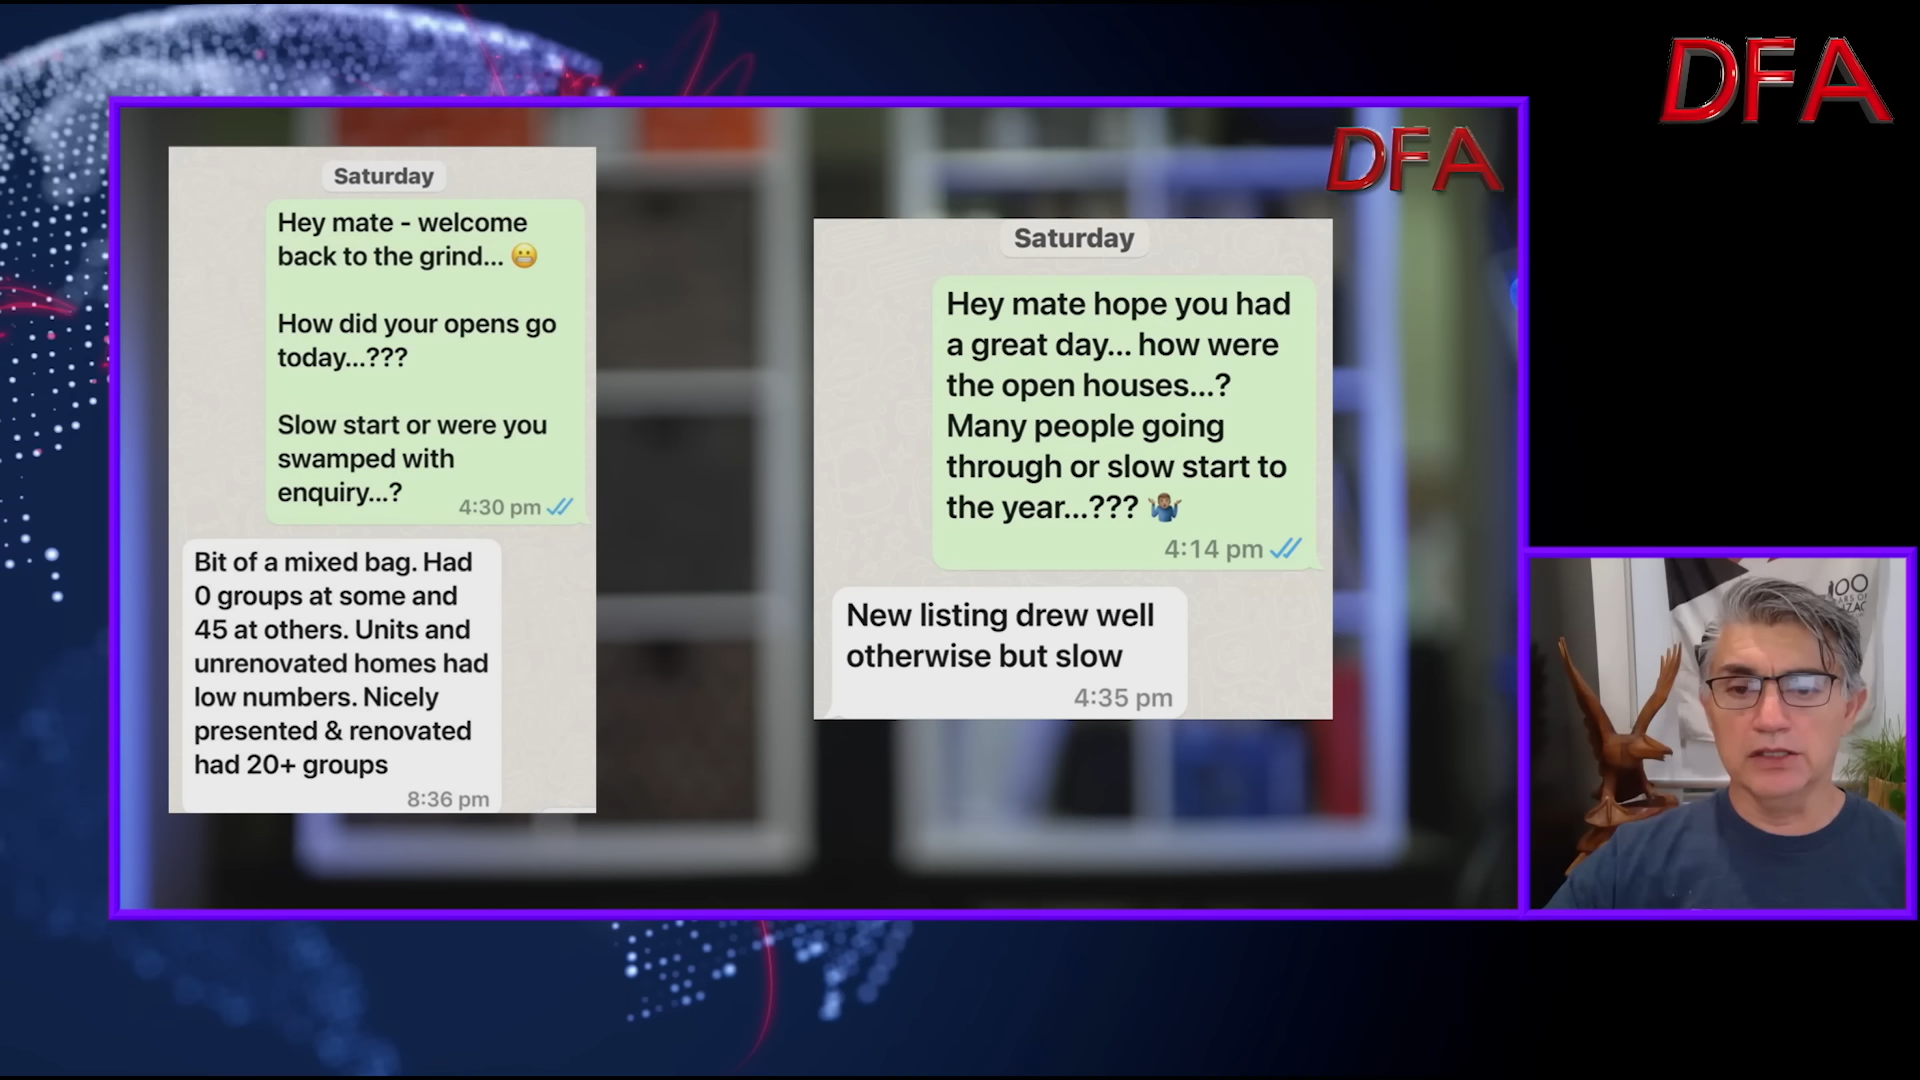 DFA
DFA
Saturday
Hey mate - welcome
back to the grind... 😬
How did your opens go
today...???
Slow start or were you
swamped with
enquiry...?
4:30 pm
Bit of a mixed bag. Had
0 groups at some and
45 at others. Units and
unrenovated homes had
low numbers. Nicely
presented & renovated
had 20+ groups
8:36 pm
Saturday
Hey mate hope you had
a great day... how were
the open houses...?
Many people going
through or slow start to
the year...??? 🤷🏽‍♂️
4:14 pm
New listing drew well
otherwise but slow
4:35 pm